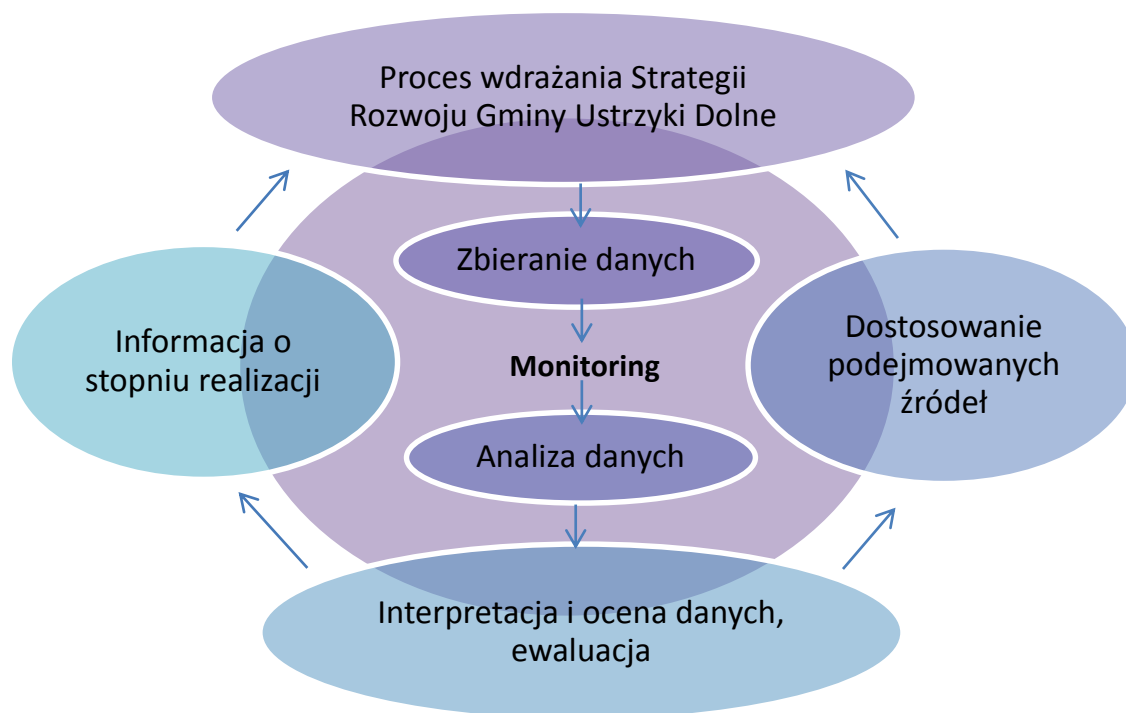 Proces wdrażania Strategii
Rozwoju Gminy Ustrzyki Dolne
Zbieranie danych
Informacja o
stopniu realizacji
Monitoring
Dostosowanie
podejmowanych
źródeł
Analiza danych
Interpretacja i ocena danych,
ewaluacja